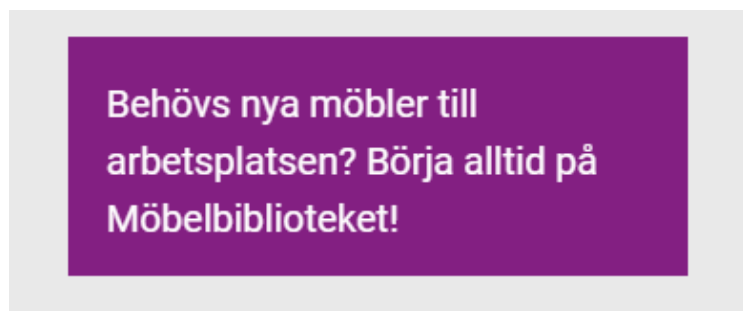 Behövs nya möbler till
arbetsplatsen? Börja alltid på
Möbelbiblioteket!